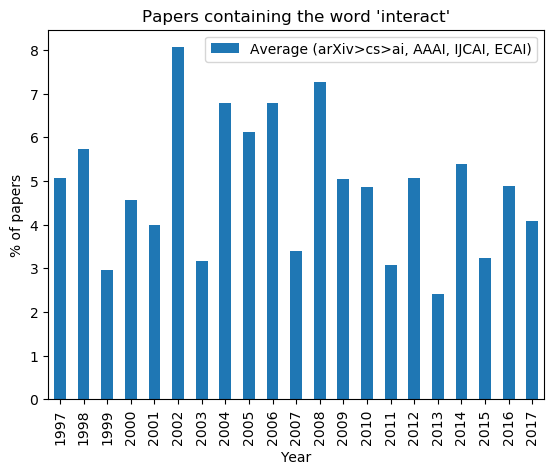 Papers containing the word 'interact'
Average (arXiv>cs>ai, AAAI, IJCAI, ECAI)
% of papers
8
7
6
5
4
3
2
1
0
1997 1998 1999 2000 2001 2002 2003 2004 2005 2006 2007 2008 2009 2010 2011 2012 2013 2014 2015 2016 2017
Year